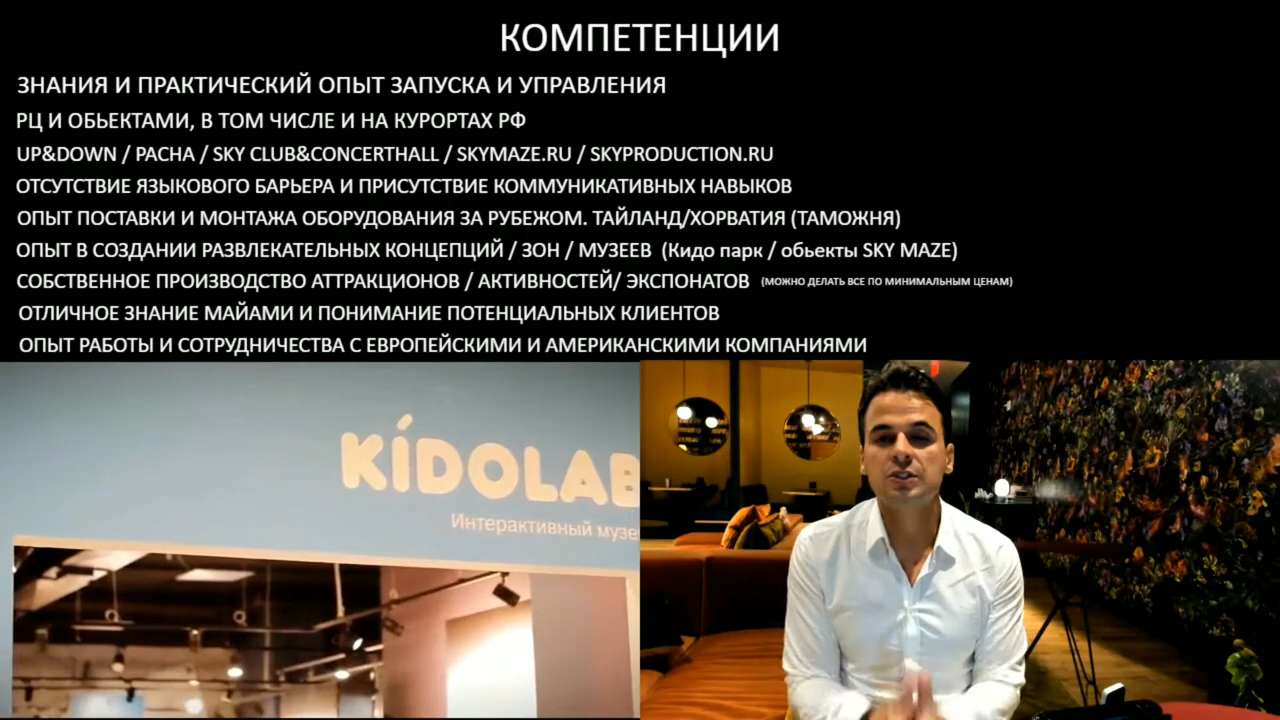 КОМПЕТЕНЦИИ
ЗНАНИЯ И ПРАКТИЧЕСКИЙ ОПЫТ ЗАПУСКА И УПРАВЛЕНИЯ
РЦ И ОБЬЕКТАМИ, В ТОМ ЧИСЛЕ И НА КУРОРТАХ РФ
UP&DOWN / PACHA / SKY CLUB&CONCERTHALL / SKYMAZE.RU / SKYPRODUCTION.RU
ОТСУТСТВИЕ ЯЗЫКОВОГО БАРЬЕРА И ПРИСУТСТВИЕ КОММУНИКАТИВНЫХ НАВЫКОВ
ОПЫТ ПОСТАВКИ И МОНТАЖА ОБОРУДОВАНИЯ ЗА РУБЕЖОМ. ТАЙЛАНД/ХОРВАТИЯ (ТАМОЖНЯ)
ОПЫТ В СОЗДАНИИ РАЗВЛЕКАТЕЛЬНЫХ КОНЦЕПЦИЙ / ЗОН / МУЗЕЕВ (Кидо парк / обьекты SKY MAZE)
СОБСТВЕННОЕ ПРОИЗВОДСТВО АТТРАКЦИОНОВ / АКТИВНОСТЕЙ/ ЭКСПОНАТОВ (МОЖНО ДЕЛАТЬ ВСЕ ПО МИНИМАЛЬНЫМ ЦЕНАМ)
ОТЛИЧНОЕ ЗНАНИЕ МАЙАМИ И ПОНИМАНИЕ ПОТЕНЦИАЛЬНЫХ КЛИЕНТОВ
ОПЫТ РАБОТЫ И СОТРУДНИЧЕСТВА С ЕВРОПЕЙСКИМИ И АМЕРИКАНСКИМИ КОМПАНИЯМИ
KÍDOLAB
Интерактивный музе